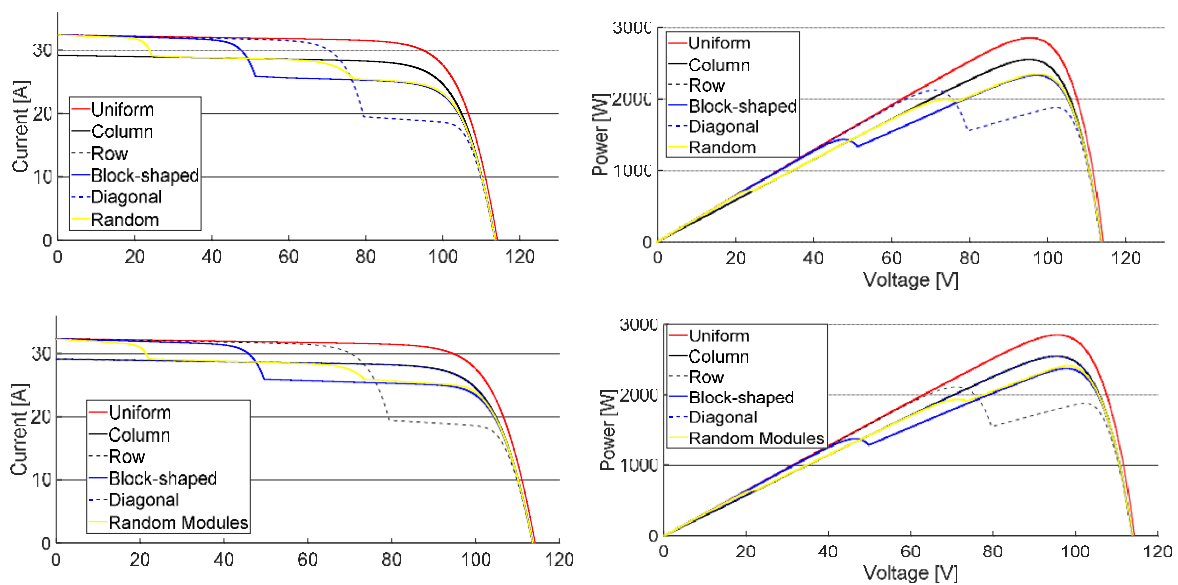 Current [A]
30
20
10
0
0 20 40 60 80 100 120
Uniform
Column
Row
Block-shaped
Diagonal
Random
Power [W]
3000
2000
1000
0
0 20 40 60 80 100 120
Voltage [V]
Uniform
Column
Row
Block-shaped
Diagonal
Random
Current [A]
30
20
10
0
0 20 40 60 80 100 120
Uniform
Column
Row
Block-shaped
Diagonal
Random Modules
Power [W]
3000
2000
1000
0
0 20 40 60 80 100 120
Voltage [V]
Uniform
Column
Row
Block-shaped
Diagonal
Random Modules